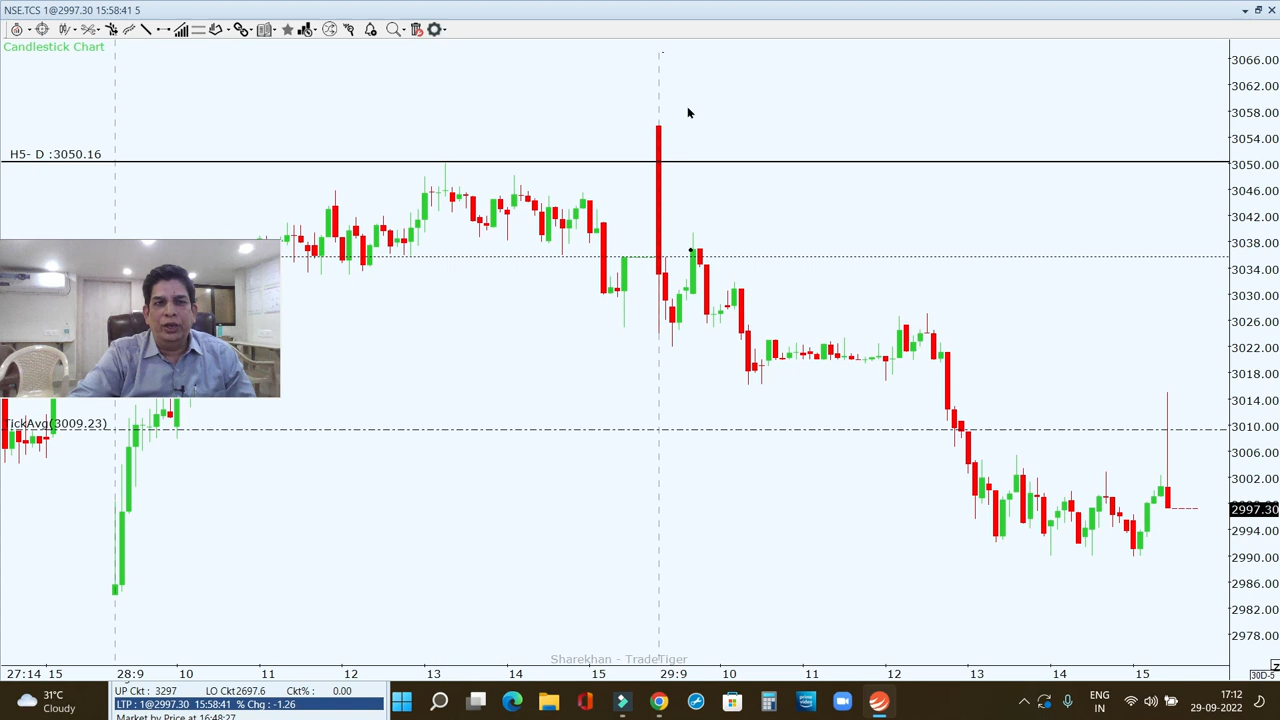 NSE.TCS 1@2997.30 15:58:41 5
Candlestick Chart
3066.00
3062.00
3058.00
3054.00
H5- D :3050.16
3050.00
3046.00
3042.00
3038.00
3034.00
3030.00
3026.00
3022.00
3018.00
3014.00
TickAvg(3009.23)
3010.00
3006.00
3002.00
2997.30
2994.00
2990.00
2986.00
2982.00
2978.00
Sharekhan - TradeTiger
27:14 15 28:9 10 11 12 13 14 15 29:9 10 11 12 13 14 15
30D-5
31°C
Cloudy
UP Ckt : 3297 LO Ckt2697.6 Ckt% : 0.00
LTP : 1@2997.30 15:58:41 % Chg : -1.26
Market by Price at 16:48:27
prime video
ENG
IN
17:12
29-09-2022